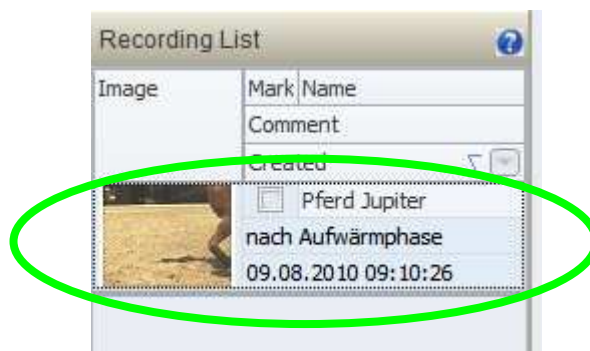 Recording List
Image Mark Name
Comment
Created
Pferd Jupiter
nach Aufwärmphase
09.08.2010 09:10:26